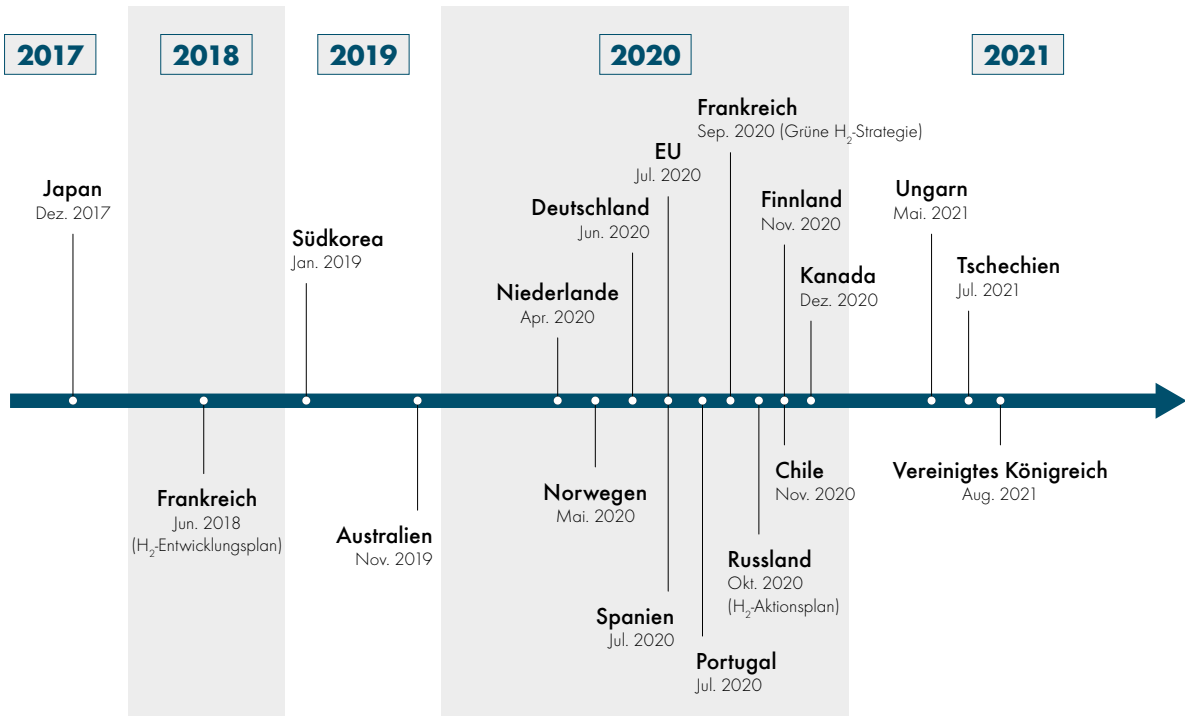 2017
2018
2019
2020
2021
Japan
Dez. 2017
Frankreich
Jun. 2018
(H₂-Entwicklungsplan)
Südkorea
Jan. 2019
Australien
Nov. 2019
Niederlande
Apr. 2020
Norwegen
Mai. 2020
Deutschland
Jun. 2020
EU
Jul. 2020
Spanien
Jul. 2020
Portugal
Jul. 2020
Frankreich
Sep. 2020 (Grüne H₂-Strategie)
Russland
Okt. 2020
(H₂-Aktionsplan)
Finnland
Nov. 2020
Chile
Nov. 2020
Kanada
Dez. 2020
Ungarn
Mai. 2021
Tschechien
Jul. 2021
Vereinigtes Königreich
Aug. 2021